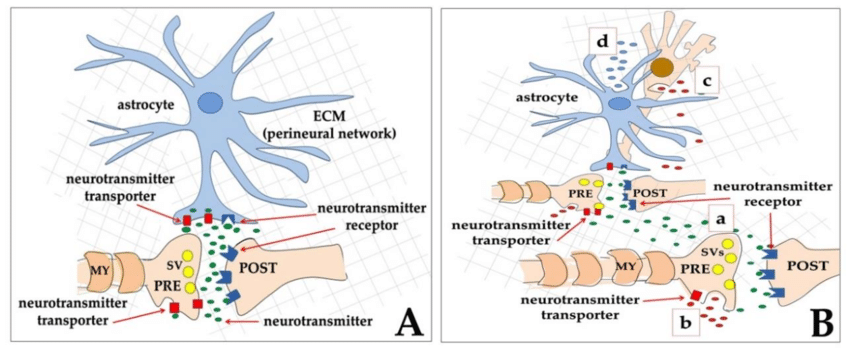 astrocyte
ECM
(perineural network)
neurotransmitter
transporter
neurotransmitter
receptor
MY
SV
PRE
POST
neurotransmitter
transporter
neurotransmitter
A
d
c
astrocyte
PRE
POST
neurotransmitter
receptor
neurotransmitter
transporter
a
SVs
MY
PRE
POST
neurotransmitter
transporter
b
B